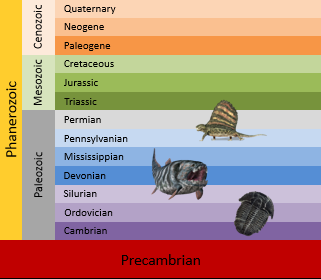 Phanerozoic
Cenozoic
Quaternary
Neogene
Paleogene
Mesozoic
Cretaceous
Jurassic
Triassic
Paleozoic
Permian
Pennsylvanian
Mississippian
Devonian
Silurian
Ordovician
Cambrian
Precambrian